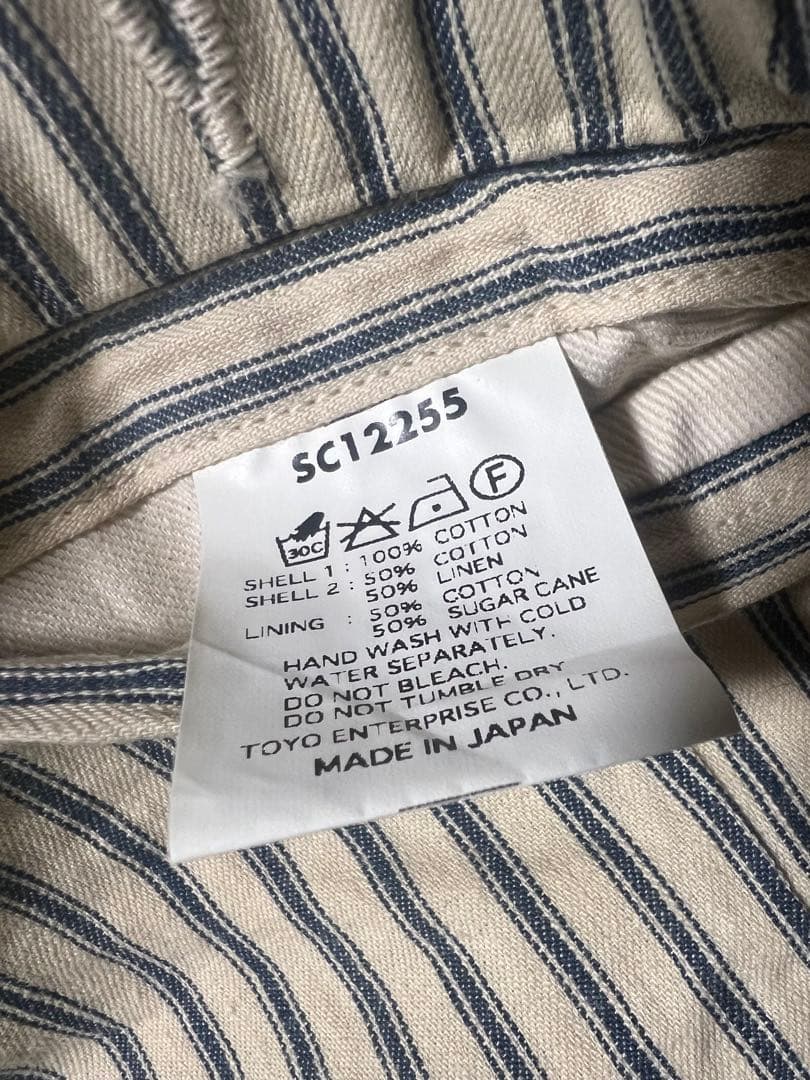 SC12255
30C F
SHELL 1 : 100% COTTON
SHELL 2 : 50% COTTON
50% LINEN
LINING : 50% COTTON
50% SUGAR CANE
HAND WASH WITH COLD
WATER SEPARATELY.
DO NOT BLEACH.
DO NOT TUMBLE DRY
TOYO ENTERPRISE CO., LTD.
MADE IN JAPAN